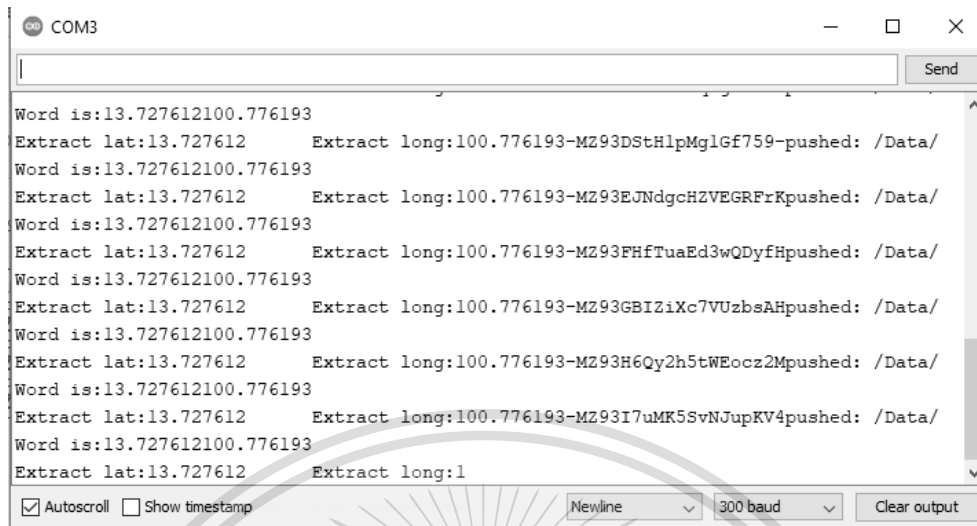 COM3
Send
Word is:13.727612100.776193
Extract lat:13.727612 Extract long:100.776193-MZ93DStHlpMglGf759-pushed: /Data/
Word is:13.727612100.776193
Extract lat:13.727612 Extract long:100.776193-MZ93EJNdgcHZVEGRFrKpushed: /Data/
Word is:13.727612100.776193
Extract lat:13.727612 Extract long:100.776193-MZ93FHfTuaEd3wQDyfHpushed: /Data/
Word is:13.727612100.776193
Extract lat:13.727612 Extract long:100.776193-MZ93GBIZiXc7VUzbsAHpushed: /Data/
Word is:13.727612100.776193
Extract lat:13.727612 Extract long:100.776193-MZ93H6Qy2h5tWEocz2Mpushed: /Data/
Word is:13.727612100.776193
Extract lat:13.727612 Extract long:100.776193-MZ93I7uMK5SvNJupKV4pushed: /Data/
Word is:13.727612100.776193
Extract lat:13.727612 Extract long:1
Autoscroll Show timestamp Newline 300 baud Clear output